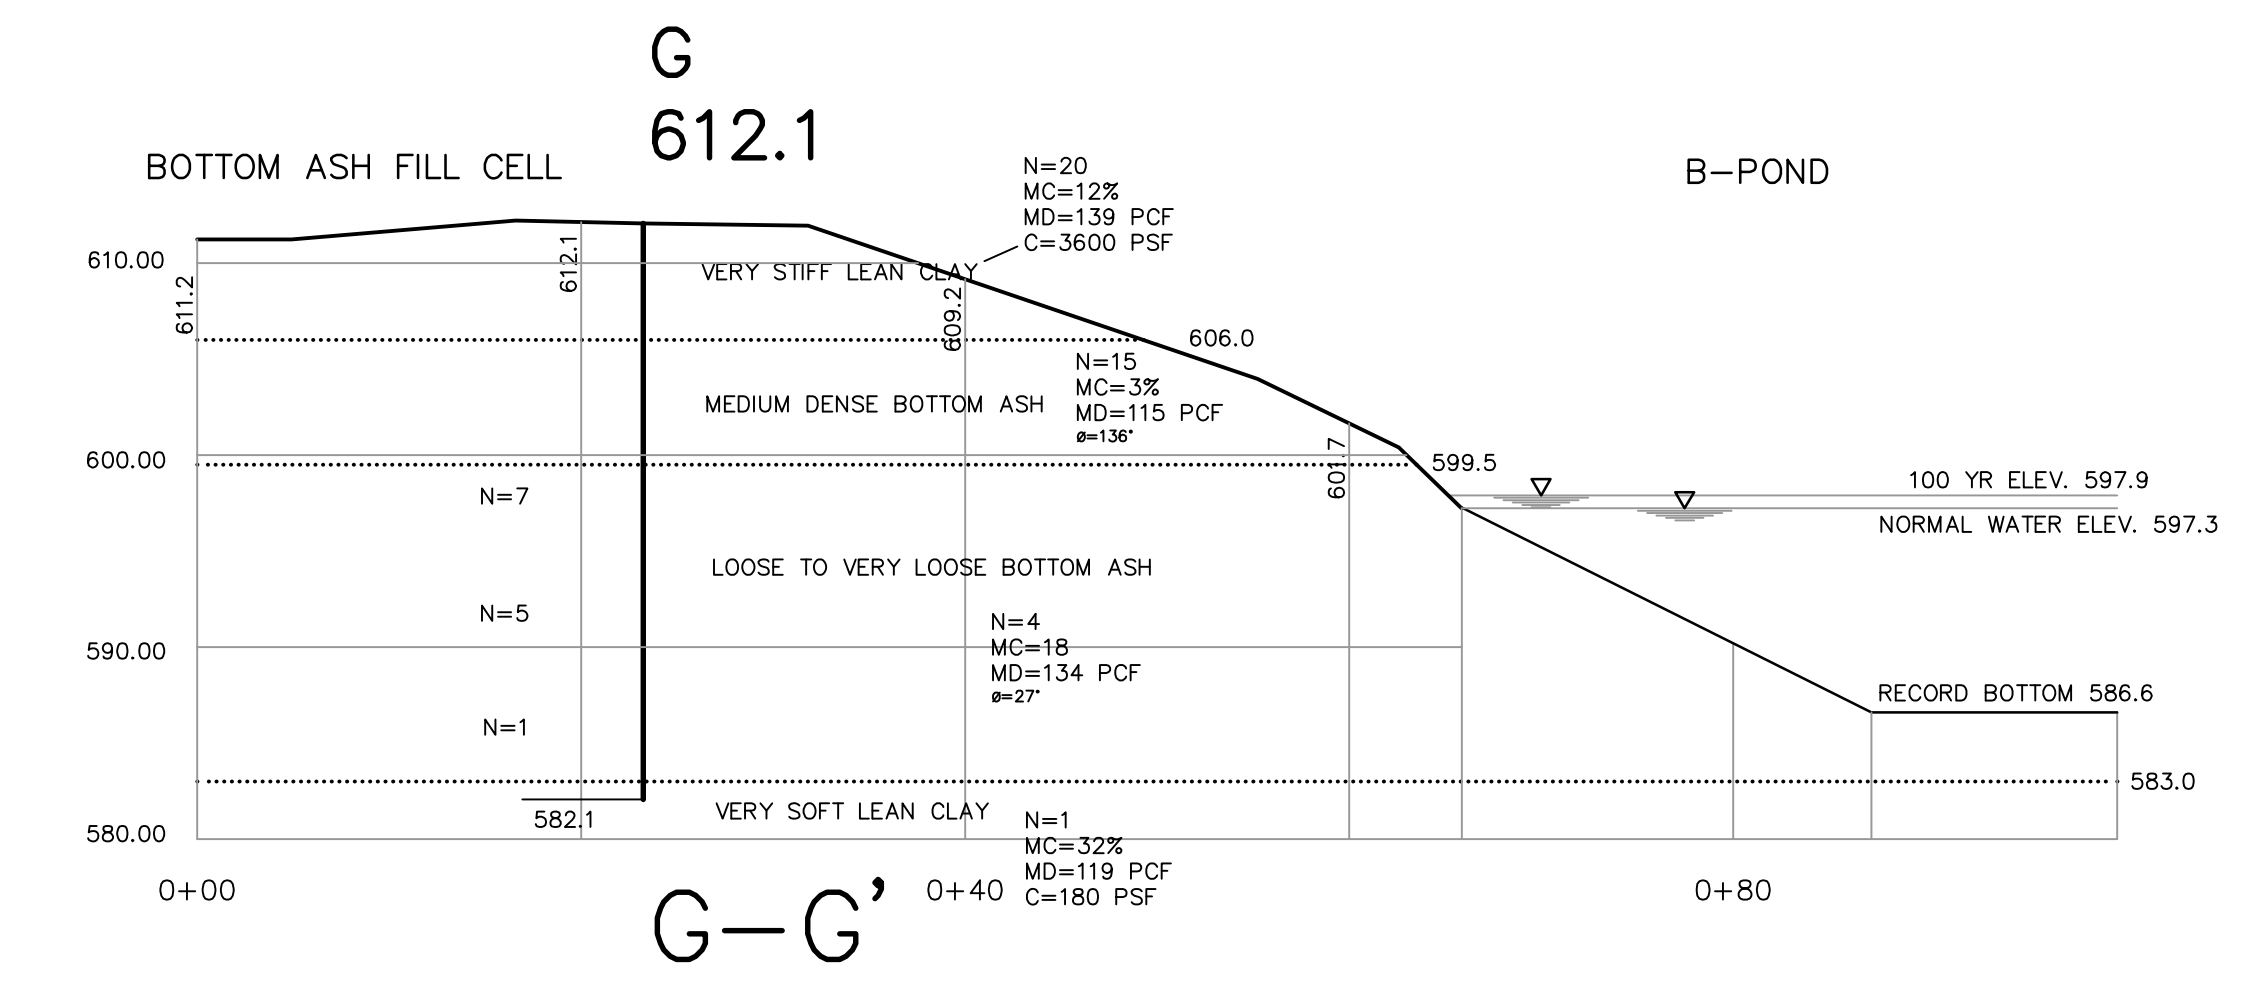 G
612.1
BOTTOM ASH FILL CELL
B-POND
N=20
MC=12%
MD=139 PCF
C=3600 PSF
610.00
611.2
612.1
VERY STIFF LEAN CLAY
609.2
606.0
N=15
MC=3%
MD=115 PCF
ø=136°
MEDIUM DENSE BOTTOM ASH
600.00
601.7
599.5
100 YR ELEV. 597.9
NORMAL WATER ELEV. 597.3
N=7
LOOSE TO VERY LOOSE BOTTOM ASH
N=5
N=4
MC=18
MD=134 PCF
ø=27°
590.00
RECORD BOTTOM 586.6
N=1
583.0
582.1
VERY SOFT LEAN CLAY
580.00
N=1
MC=32%
MD=119 PCF
C=180 PSF
0+00
0+40
0+80
G-G'